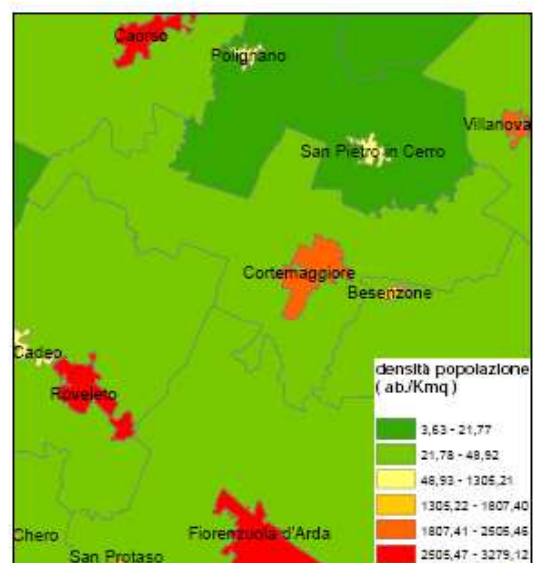 Caorso
Polignano
Villanova
San Pietro in Cerro
Cortemaggiore
Besenzone
Cadeo
Roveleto
densità popolazione
( ab./Kmq )
3,63 - 21,77
21,78 - 48,92
48,93 - 1305,21
1305,22 - 1807,40
1807,41 - 2505,46
2505,47 - 3279,12
Chero
Fiorenzuola d'Arda
San Protaso